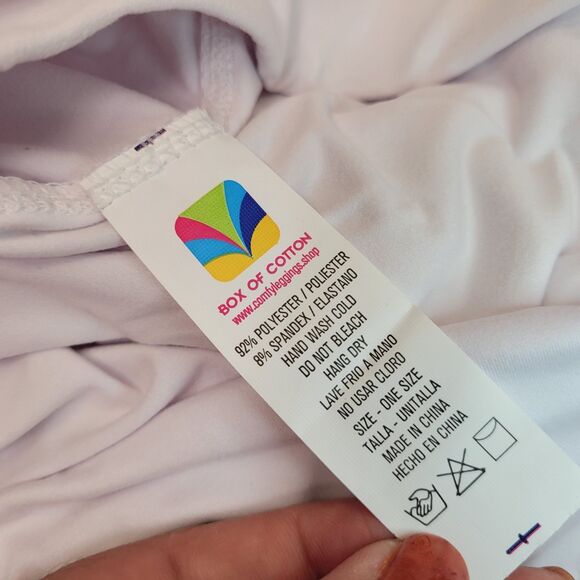 BOX OF COTTON
www.comfyleggings.shop
92% POLYESTER / POLIESTER
8% SPANDEX / ELASTANO
HAND WASH COLD
DO NOT BLEACH
HANG DRY
LAVE FRIO A MANO
NO USAR CLORO
SIZE - ONE SIZE
TALLA - UNITALLA
MADE IN CHINA
HECHO EN CHINA